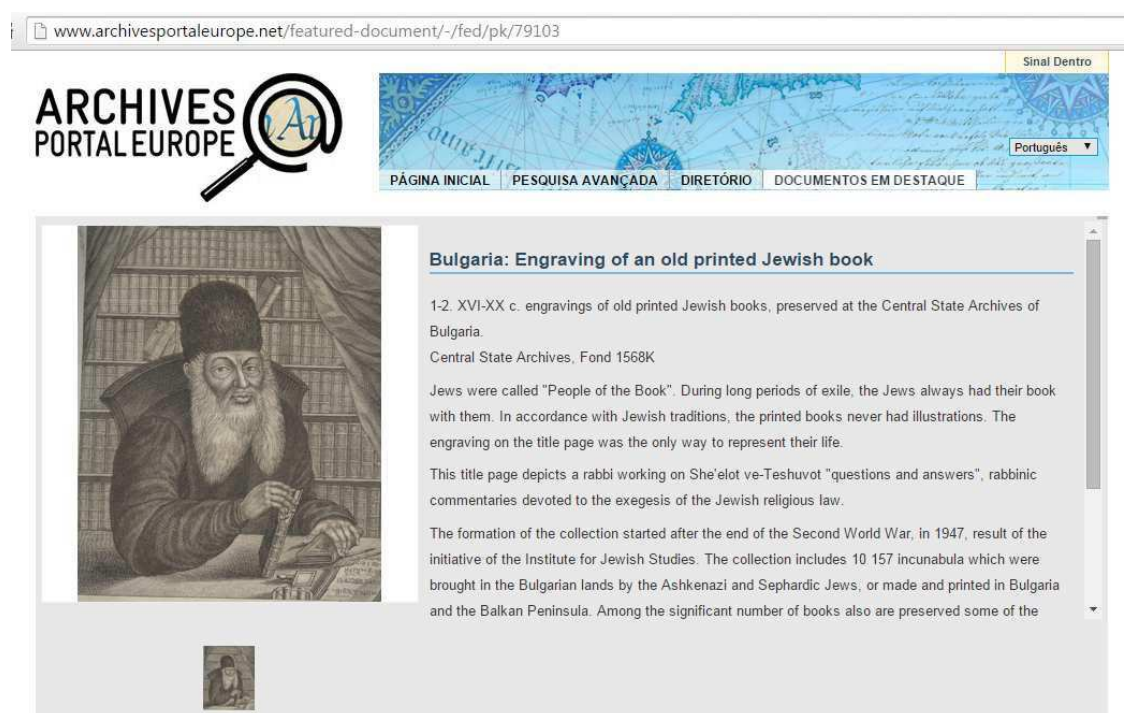 www.archivesportaleurope.net/featured-document/-/fed/pk/79103
Sinal Dentro
ARCHIVES
PORTAL EUROPE
Português
PÁGINA INICIAL PESQUISA AVANÇADA DIRETÓRIO DOCUMENTOS EM DESTAQUE
Bulgaria: Engraving of an old printed Jewish book
1-2. XVI-XX c. engravings of old printed Jewish books, preserved at the Central State Archives of
Bulgaria.
Central State Archives, Fond 1568K
Jews were called "People of the Book". During long periods of exile, the Jews always had their book
with them. In accordance with Jewish traditions, the printed books never had illustrations. The
engraving on the title page was the only way to represent their life.
This title page depicts a rabbi working on She'elot ve-Teshuvot "questions and answers", rabbinic
commentaries devoted to the exegesis of the Jewish religious law.
The formation of the collection started after the end of the Second World War, in 1947, result of the
initiative of the Institute for Jewish Studies. The collection includes 10 157 incunabula which were
brought in the Bulgarian lands by the Ashkenazi and Sephardic Jews, or made and printed in Bulgaria
and the Balkan Peninsula. Among the significant number of books also are preserved some of the